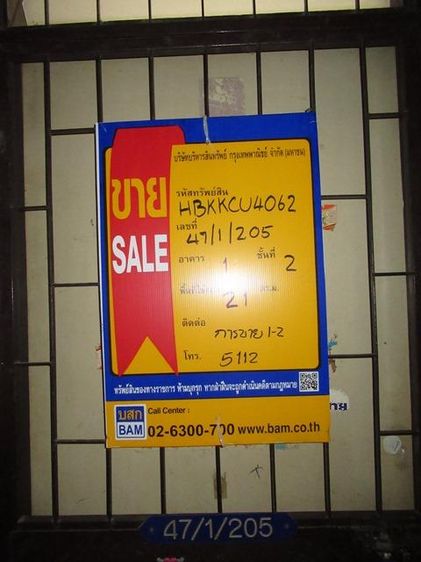 บริษัทบริหารสินทรัพย์ กรุงเทพพาณิชย์ จำกัด (มหาชน)
ขาย
SALE
รหัสทรัพย์สิน
HBKKCU4062
เลขที่
47/1/205
อาคาร 1 ชั้นที่ 2
21 ตร.ม.
ติดต่อ การขาย 1-2
โทร. 5112
ทรัพย์สินของทางราชการ ห้ามบุกรุก หากฝ่าฝืนจะถูกดำเนินคดีตามกฎหมาย
บสก
BAM
Call Center :
02-6300-700 www.bam.co.th
47/1/205